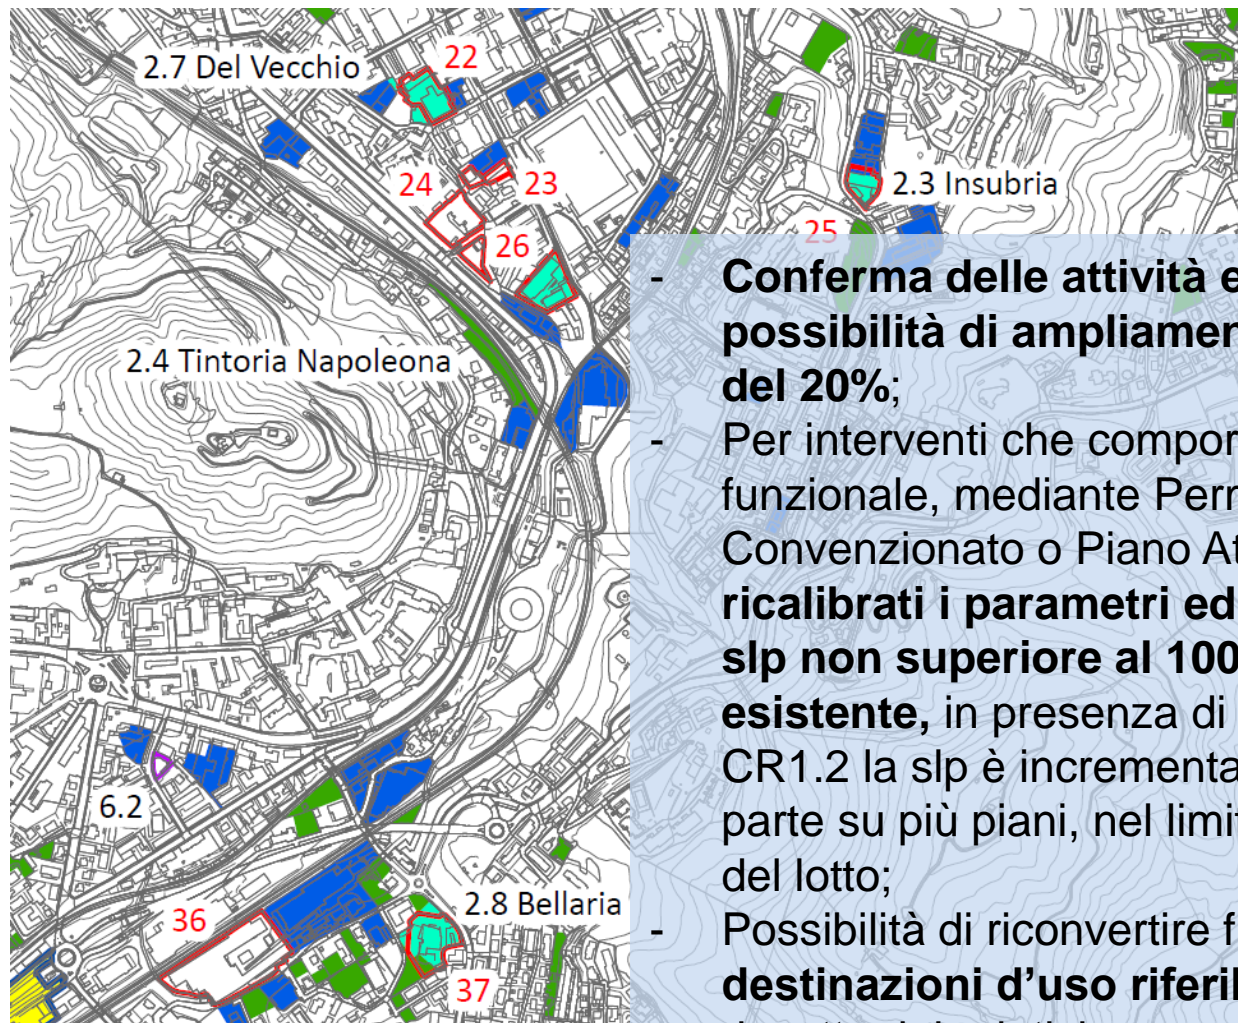 22
2.7 Del Vecchio
24
23
2.3 Insubria
25
26
2.4 Tintoria Napoleona
6.2
36
2.8 Bellaria
37
- Conferma delle attività e
possibilità di ampliamen
del 20%;
- Per interventi che compor
funzionale, mediante Perr
Convenzionato o Piano At
ricalibrati i parametri ed
slp non superiore al 100
esistente, in presenza di
CR1.2 la slp è incrementa
parte su più piani, nel limit
del lotto;
- Possibilità di riconvertire f
destinazioni d'uso riferil